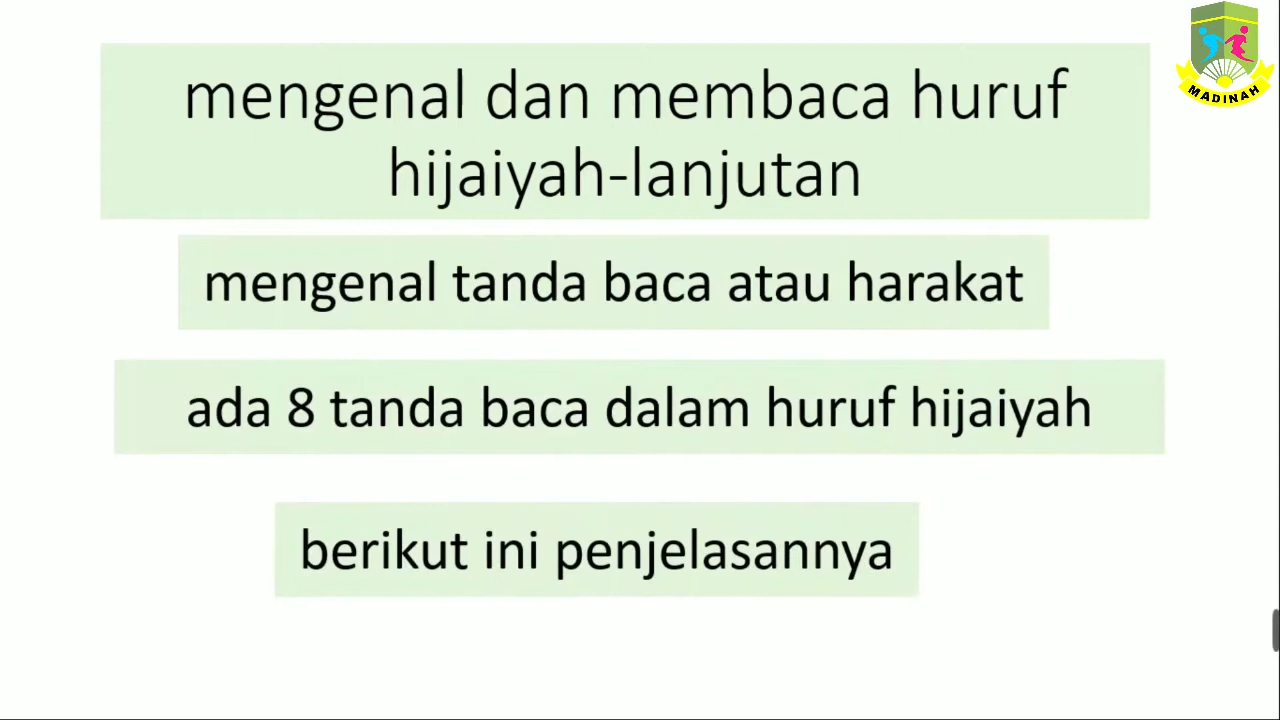 MADINAH
mengenal dan membaca huruf
hijaiyah-lanjutan
mengenal tanda baca atau harakat
ada 8 tanda baca dalam huruf hijaiyah
berikut ini penjelasannya